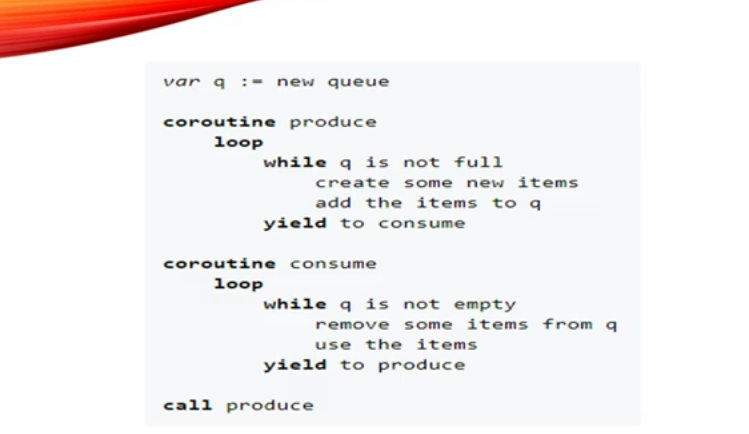 var q := new queue
coroutine produce
loop
while q is not full
create some new items
add the items to q
yield to consume
coroutine consume
loop
while q is not empty
remove some items from q
use the items
yield to produce
call produce